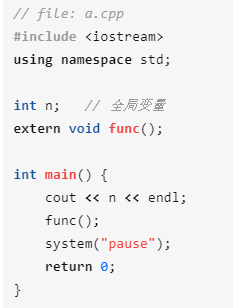 // file: a.cpp
#include <iostream>
using namespace std;
int n;   // 全局变量
extern void func();
int main() {
    cout << n << endl;
    func();
    system("pause");
    return 0;
}